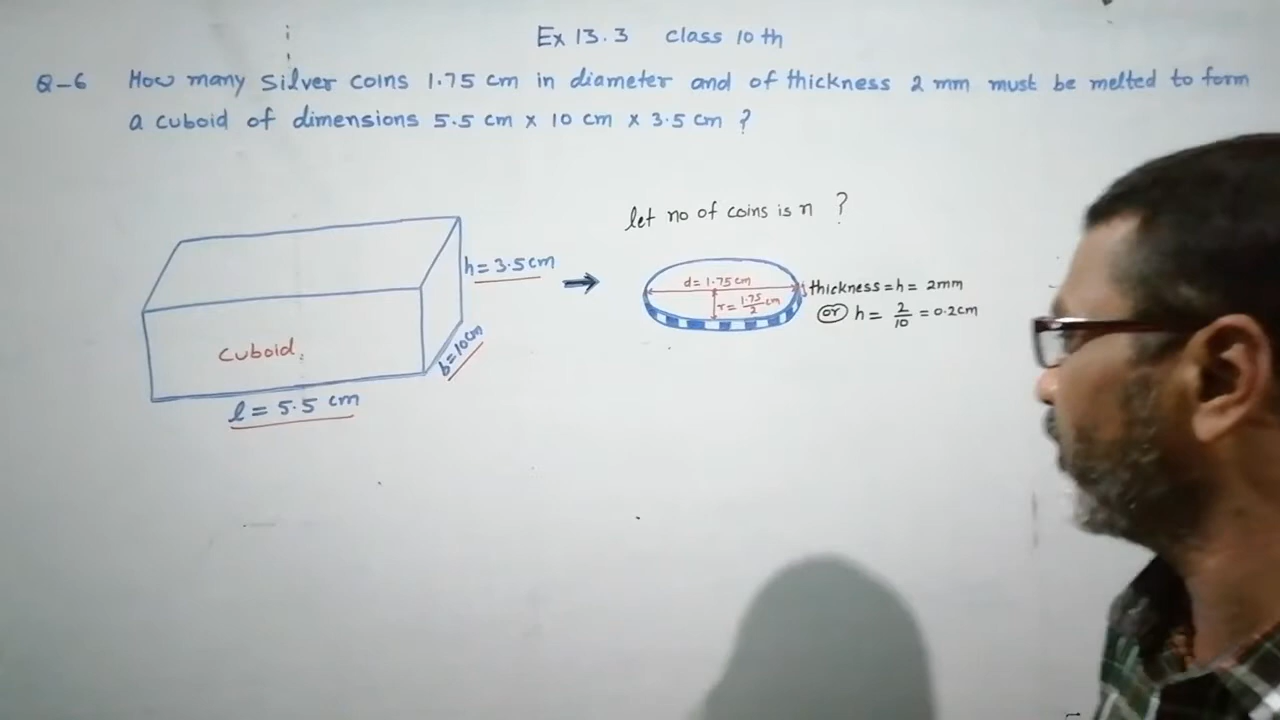 Ex 13.3 class 10 th
Q-6 How many silver coins 1.75 cm in diameter and of thickness 2 mm must be melted to form
a cuboid of dimensions 5.5 cm x 10 cm x 3.5 cm ?
let no of coins is n ?
h = 3.5 cm
b = 10 cm
l = 5.5 cm
cuboid.
d = 1.75 cm
r = 1.75/2 cm
thickness = h = 2mm
or h = 2/10 = 0.2cm